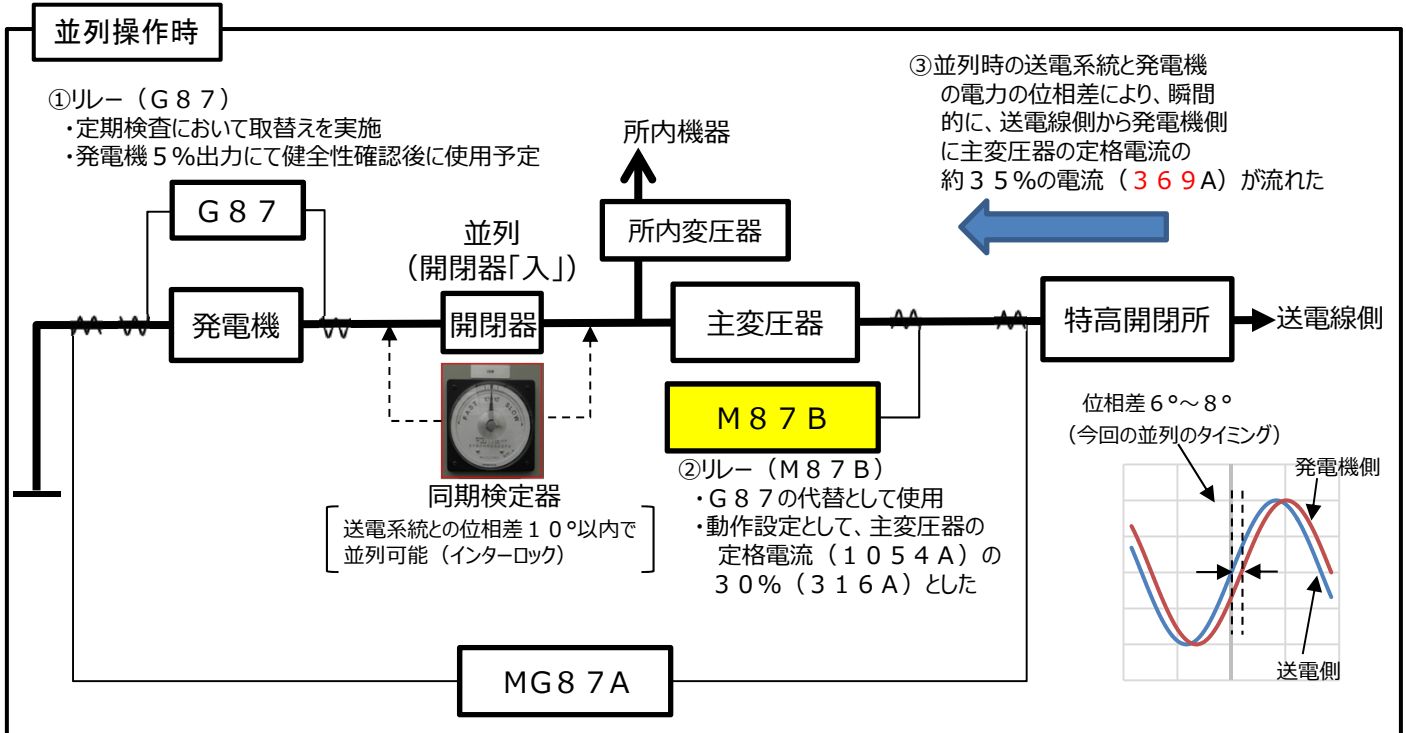 並列操作時
①リレー（Ｇ８７）
・定期検査において取替えを実施
・発電機５％出力にて健全性確認後に使用予定
③並列時の送電系統と発電機
の電力の位相差により、瞬間
的に、送電線側から発電機側
に主変圧器の定格電流の
約３５％の電流（３６９A）が流れた
所内機器
Ｇ８７
並列
（開閉器「入」）
所内変圧器
発電機
開閉器
主変圧器
特高開閉所
送電線側
FAST SLOW
Ｍ８７Ｂ
同期検定器
送電系統との位相差１０°以内で
並列可能（インターロック）
②リレー（Ｍ８７Ｂ）
・Ｇ８７の代替として使用
・動作設定として、主変圧器の
定格電流（１０５４A）の
３０％（３１６A）とした
位相差６°～８°
（今回の並列のタイミング）
発電機側
送電側
ＭＧ８７Ａ